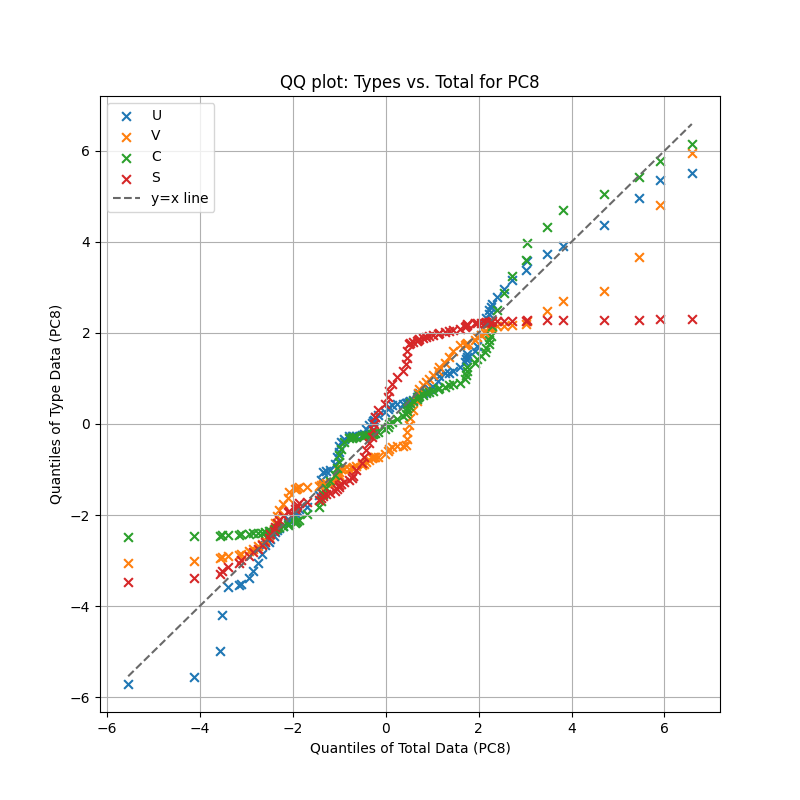 QQ plot: Types vs. Total for PC8
U
V
C
S
y=x line
6
4
2
0
−2
−4
−6
Quantiles of Type Data (PC8)
−6 −4 −2 0 2 4 6
Quantiles of Total Data (PC8)